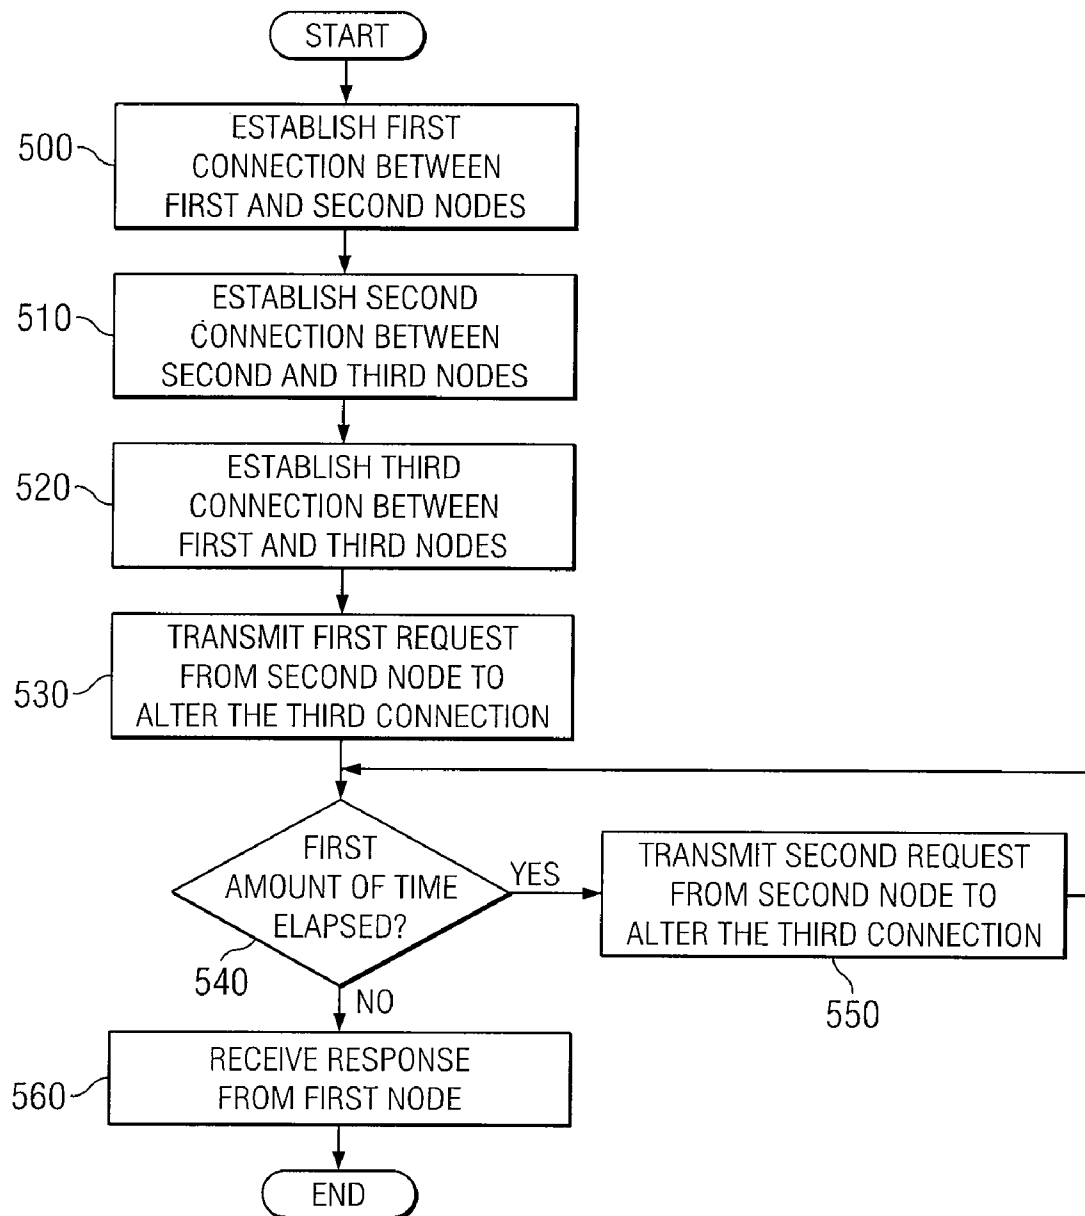 START
500
ESTABLISH FIRST
CONNECTION BETWEEN
FIRST AND SECOND NODES
510
ESTABLISH SECOND
CONNECTION BETWEEN
SECOND AND THIRD NODES
520
ESTABLISH THIRD
CONNECTION BETWEEN
FIRST AND THIRD NODES
530
TRANSMIT FIRST REQUEST
FROM SECOND NODE TO
ALTER THE THIRD CONNECTION
FIRST
AMOUNT OF TIME
ELAPSED?
540
YES
TRANSMIT SECOND REQUEST
FROM SECOND NODE TO
ALTER THE THIRD CONNECTION
550
NO
560
RECEIVE RESPONSE
FROM FIRST NODE
END